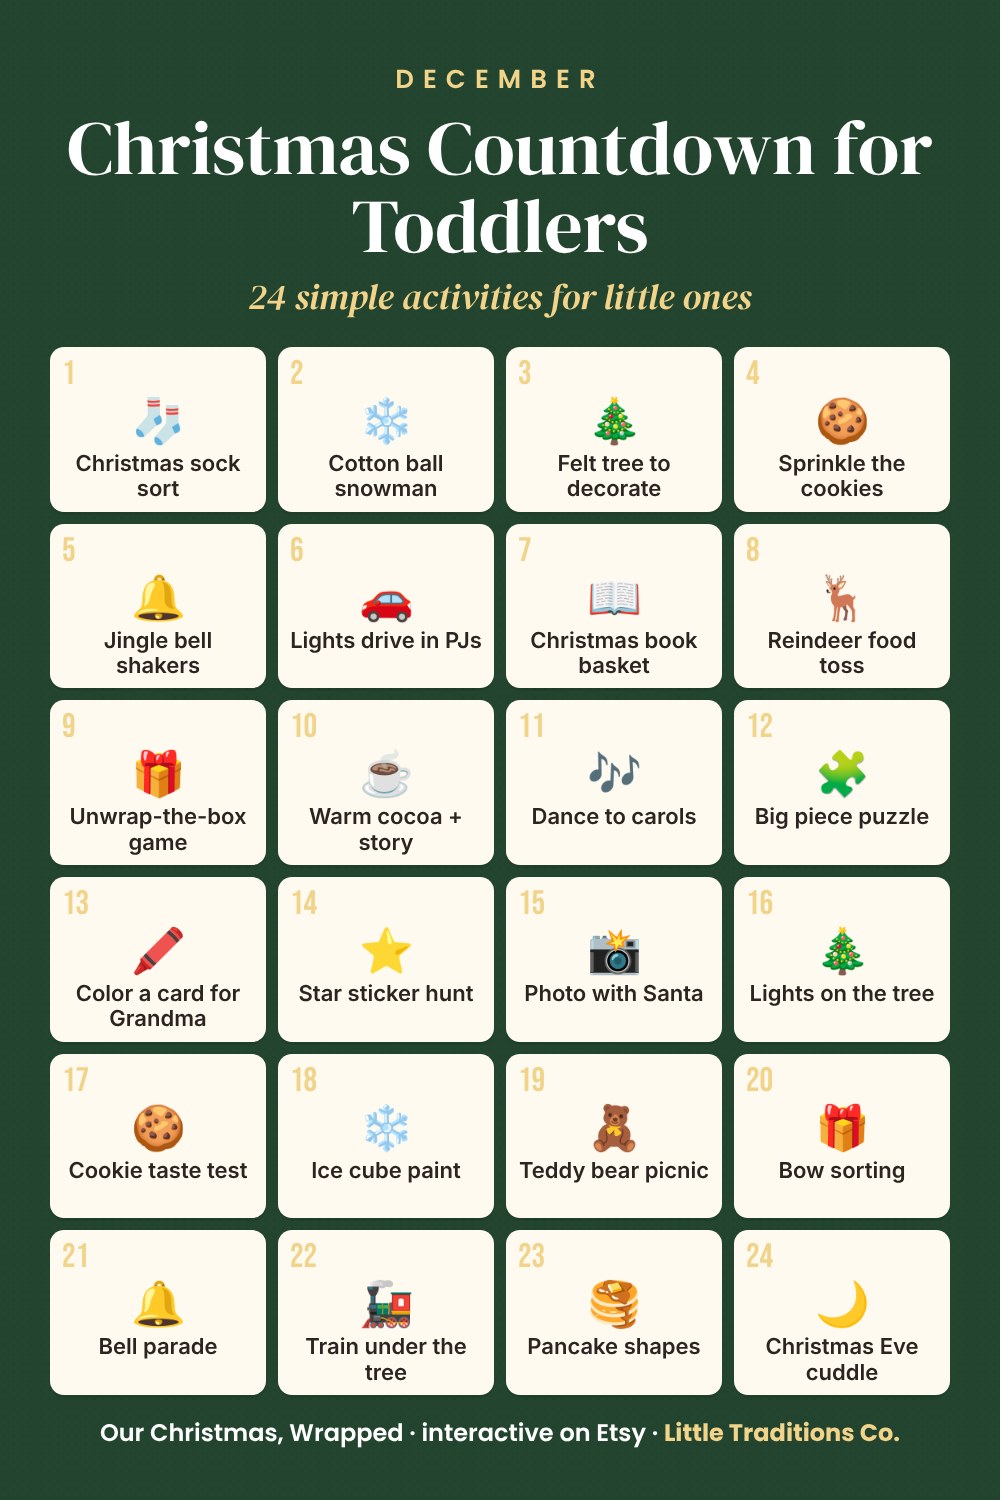 DECEMBER
Christmas Countdown for
Toddlers
24 simple activities for little ones
1
Christmas sock
sort
2
Cotton ball
snowman
3
Felt tree to
decorate
4
Sprinkle the
cookies
5
Jingle bell
shakers
6
Lights drive in PJs
7
Christmas book
basket
8
Reindeer food
toss
9
Unwrap-the-box
game
10
Warm cocoa +
story
11
Dance to carols
12
Big piece puzzle
13
Color a card for
Grandma
14
Star sticker hunt
15
Photo with Santa
16
Lights on the tree
17
Cookie taste test
18
Ice cube paint
19
Teddy bear picnic
20
Bow sorting
21
Bell parade
22
Train under the
tree
23
Pancake shapes
24
Christmas Eve
cuddle
Our Christmas, Wrapped · interactive on Etsy · Little Traditions Co.